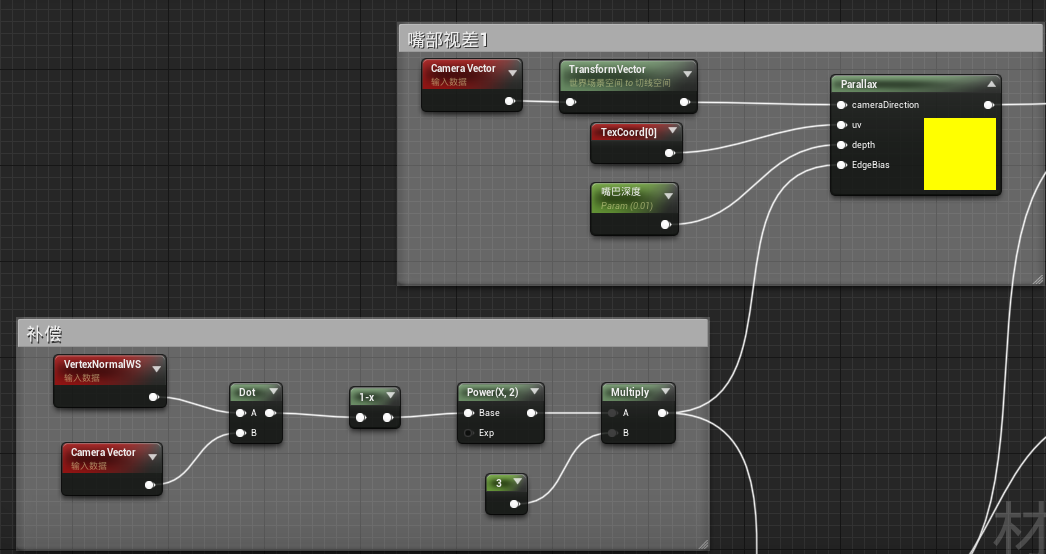 嘴部视差1
Camera Vector
输入数据
TransformVector
世界场景空间 to 切线空间
TexCoord[0]
嘴巴深度
Param (0.01)
Parallax
cameraDirection
uv
depth
EdgeBias
补偿
VertexNormalWS
输入数据
Camera Vector
输入数据
Dot
A
B
1-x
Power(X, 2)
Base
Exp
3
Multiply
A
B
材